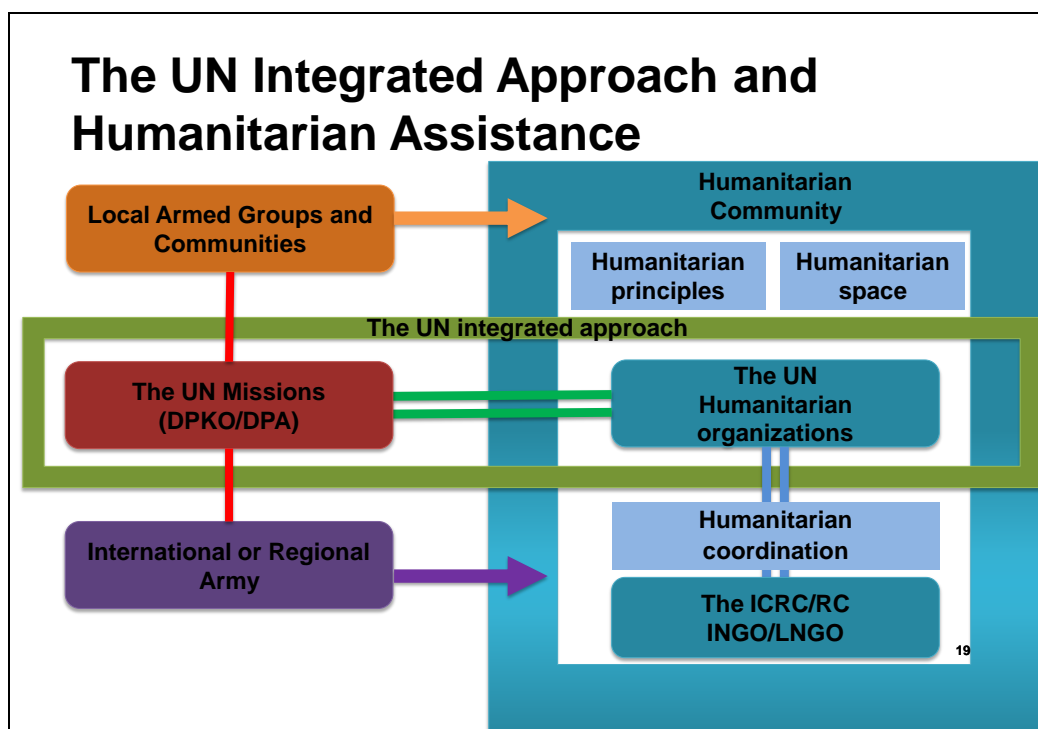 The UN Integrated Approach and
Humanitarian Assistance
Local Armed Groups and
Communities
Humanitarian
Community
Humanitarian
principles
Humanitarian
space
The UN integrated approach
The UN Missions
(DPKO/DPA)
The UN
Humanitarian
organizations
International or Regional
Army
Humanitarian
coordination
The ICRC/RC
INGO/LNGO
19